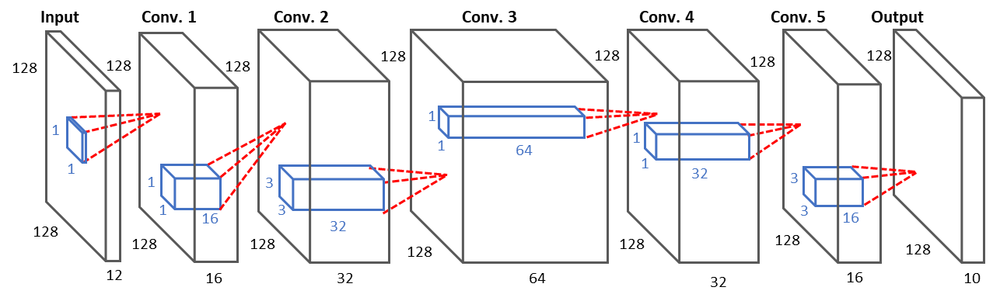 Input Conv. 1 Conv. 2 Conv. 3 Conv. 4 Conv. 5 Output
128 128 128 128 128 128 128
1 1 1 1
1 1 64 1
1 3 32 3
1 16 3 32 3 16
128 128 128 128 128 128 128
12 16 32 64 32 16 10